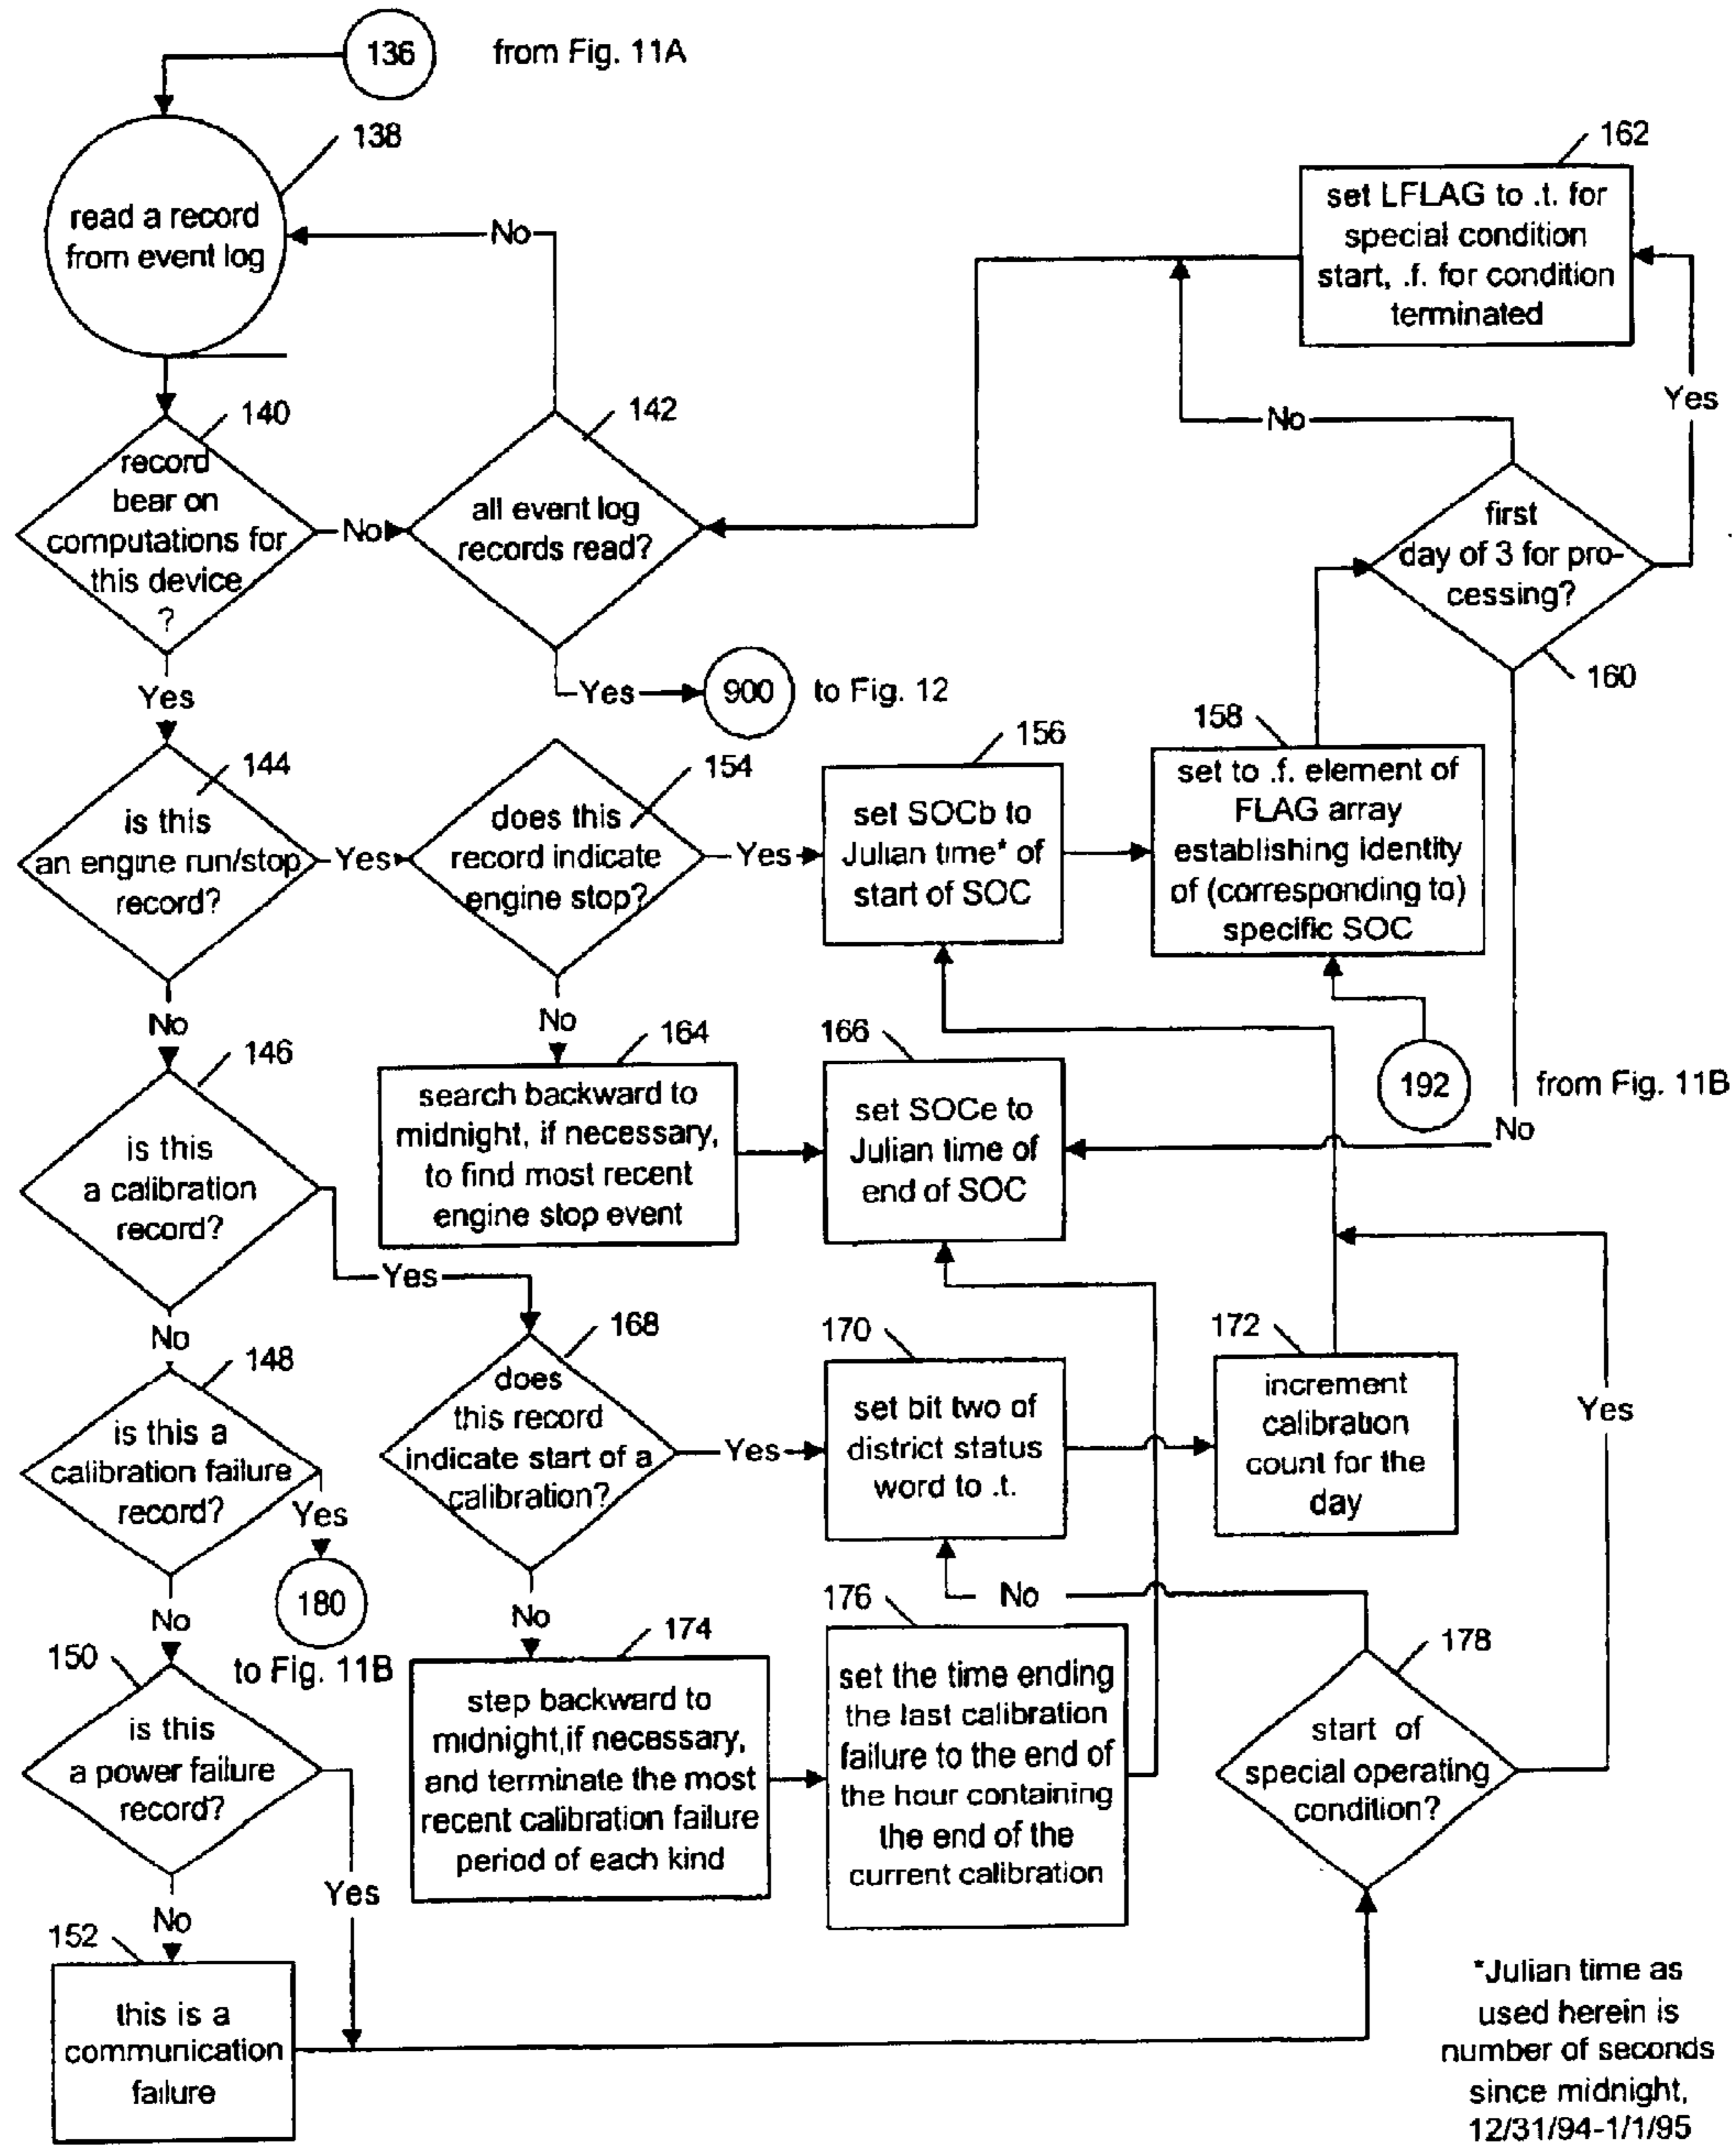 136
from Fig. 11A
138
read a record
from event log
No
162
set LFLAG to .t. for
special condition
start, .f. for condition
terminated
Yes
No
140
record
bear on
computations for
this device
?
No
142
all event log
records read?
first
day of 3 for pro-
cessing?
160
Yes
Yes
900
to Fig. 12
144
is this
an engine run/stop
record?
Yes
154
does this
record indicate
engine stop?
Yes
156
set SOCb to
Julian time* of
start of SOC
158
set to .f. element of
FLAG array
establishing identity
of (corresponding to)
specific SOC
No
No
192
from Fig. 11B
No
146
is this
a calibration
record?
Yes
164
search backward to
midnight, if necessary,
to find most recent
engine stop event
166
set SOCe to
Julian time of
end of SOC
No
148
is this a
calibration failure
record?
Yes
180
to Fig. 11B
168
does
this record
indicate start of a
calibration?
Yes
170
set bit two of
district status
word to .t.
172
increment
calibration
count for the
day
Yes
No
No
No
150
is this
a power failure
record?
Yes
174
step backward to
midnight,if necessary,
and terminate the most
recent calibration failure
period of each kind
176
set the time ending
the last calibration
failure to the end of
the hour containing
the end of the
current calibration
178
start of
special operating
condition?
No
152
this is a
communication
failure
*Julian time as
used herein is
number of seconds
since midnight,
12/31/94-1/1/95